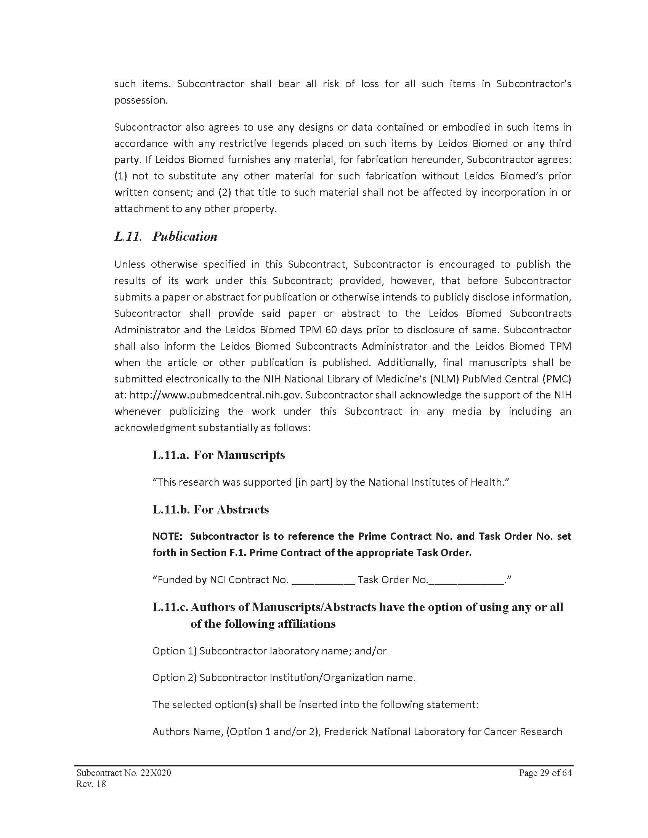 such items. Subcontractor shall bear all risk of loss for all such items in Subcontractor's
possession.
Subcontractor also agrees to use any designs or data contained or embodied in such items in
accordance with any restrictive legends placed on such items by Leidos Biomed or any third
party. If Leidos Biomed furnishes any material, for fabrication hereunder, Subcontractor agrees:
(1) not to substitute any other material for such fabrication without Leidos Biomed's prior
written consent; and (2) that title to such material shall not be affected by incorporation in or
attachment to any other property.
L.11. Publication
Unless otherwise specified in this Subcontract, Subcontractor is encouraged to publish the
results of its work under this Subcontract; provided, however, that before Subcontractor
submits a paper or abstract for publication or otherwise intends to publicly disclose information,
Subcontractor shall provide said paper or abstract to the Leidos Biomed Subcontracts
Administrator and the Leidos Biomed TPM 60 days prior to disclosure of same. Subcontractor
shall also inform the Leidos Biomed Subcontracts Administrator and the Leidos Biomed TPM
when the article or other publication is published. Additionally, final manuscripts shall be
submitted electronically to the NIH National Library of Medicine's (NLM) PubMed Central (PMC)
at: http://www.pubmedcentral.nih.gov. Subcontractor shall acknowledge the support of the NIH
whenever publicizing the work under this Subcontract in any media by including an
acknowledgment substantially as follows:
L.11.a. For Manuscripts
"This research was supported [in part] by the National Institutes of Health."
L.11.b. For Abstracts
NOTE: Subcontractor is to reference the Prime Contract No. and Task Order No. set
forth in Section F.1. Prime Contract of the appropriate Task Order.
"Funded by NCI Contract No. ___________ Task Order No._____________."
L.11.c. Authors of Manuscripts/Abstracts have the option of using any or all
of the following affiliations
Option 1) Subcontractor laboratory name; and/or
Option 2) Subcontractor Institution/Organization name.
The selected option(s) shall be inserted into the following statement:
Authors Name, (Option 1 and/or 2), Frederick National Laboratory for Cancer Research
Subcontract No. 22X020 Page 29 of 64
Rev. 18